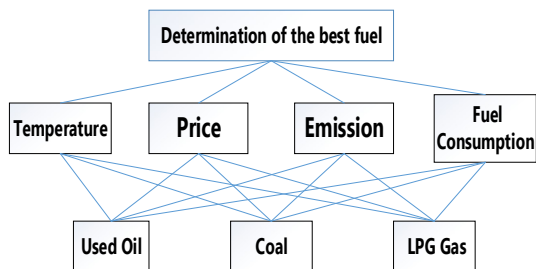 Determination of the best fuel
Temperature
Price
Emission
Fuel
Consumption
Used Oil
Coal
LPG Gas